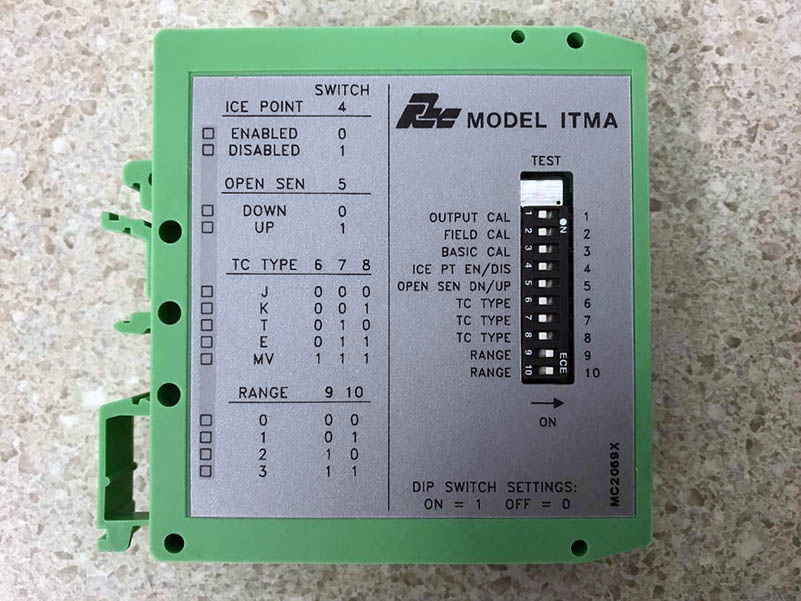 SWITCH
ICE POINT 4
ENABLED 0
DISABLED 1
OPEN SEN 5
DOWN 0
UP 1
TC TYPE 6 7 8
J 0 0 0
K 0 0 1
T 0 1 0
E 0 1 1
MV 1 1 1
RANGE 9 10
0 0 0
1 0 1
2 1 0
3 1 1
MODEL ITMA
TEST
OUTPUT CAL 1 ON 1
FIELD CAL 2 2
BASIC CAL 3 3
ICE PT EN/DIS 4 4
OPEN SEN DN/UP 5 5
TC TYPE 6 6
TC TYPE 7 7
TC TYPE 8 8
RANGE 9 ECE 9
RANGE 10 10
ON
DIP SWITCH SETTINGS:
ON = 1 OFF = 0
MC2069X